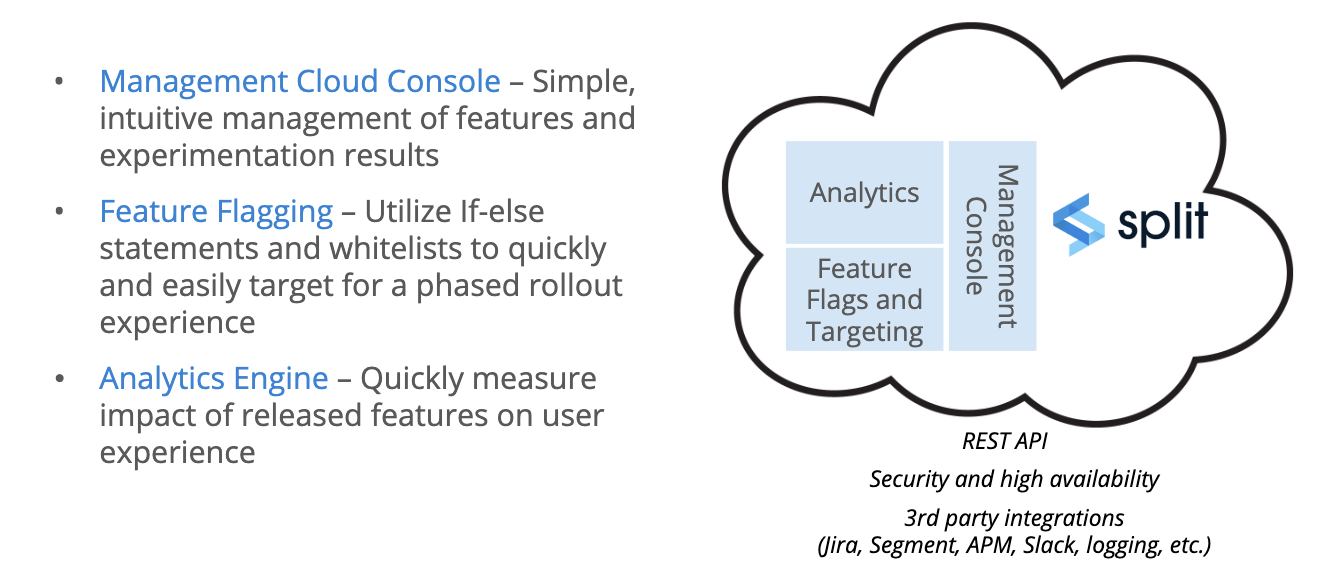 • Management Cloud Console – Simple,
intuitive management of features and
experimentation results
• Feature Flagging – Utilize If-else
statements and whitelists to quickly
and easily target for a phased rollout
experience
• Analytics Engine – Quickly measure
impact of released features on user
experience
Analytics
Feature
Flags and
Targeting
Management
Console
split
REST API
Security and high availability
3rd party integrations
(Jira, Segment, APM, Slack, logging, etc.)